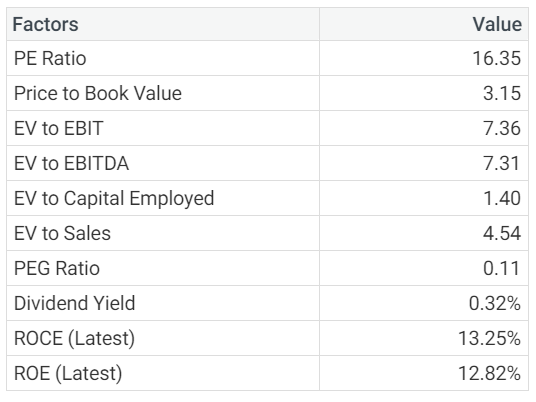 Factors Value
PE Ratio 16.35
Price to Book Value 3.15
EV to EBIT 7.36
EV to EBITDA 7.31
EV to Capital Employed 1.40
EV to Sales 4.54
PEG Ratio 0.11
Dividend Yield 0.32%
ROCE (Latest) 13.25%
ROE (Latest) 12.82%